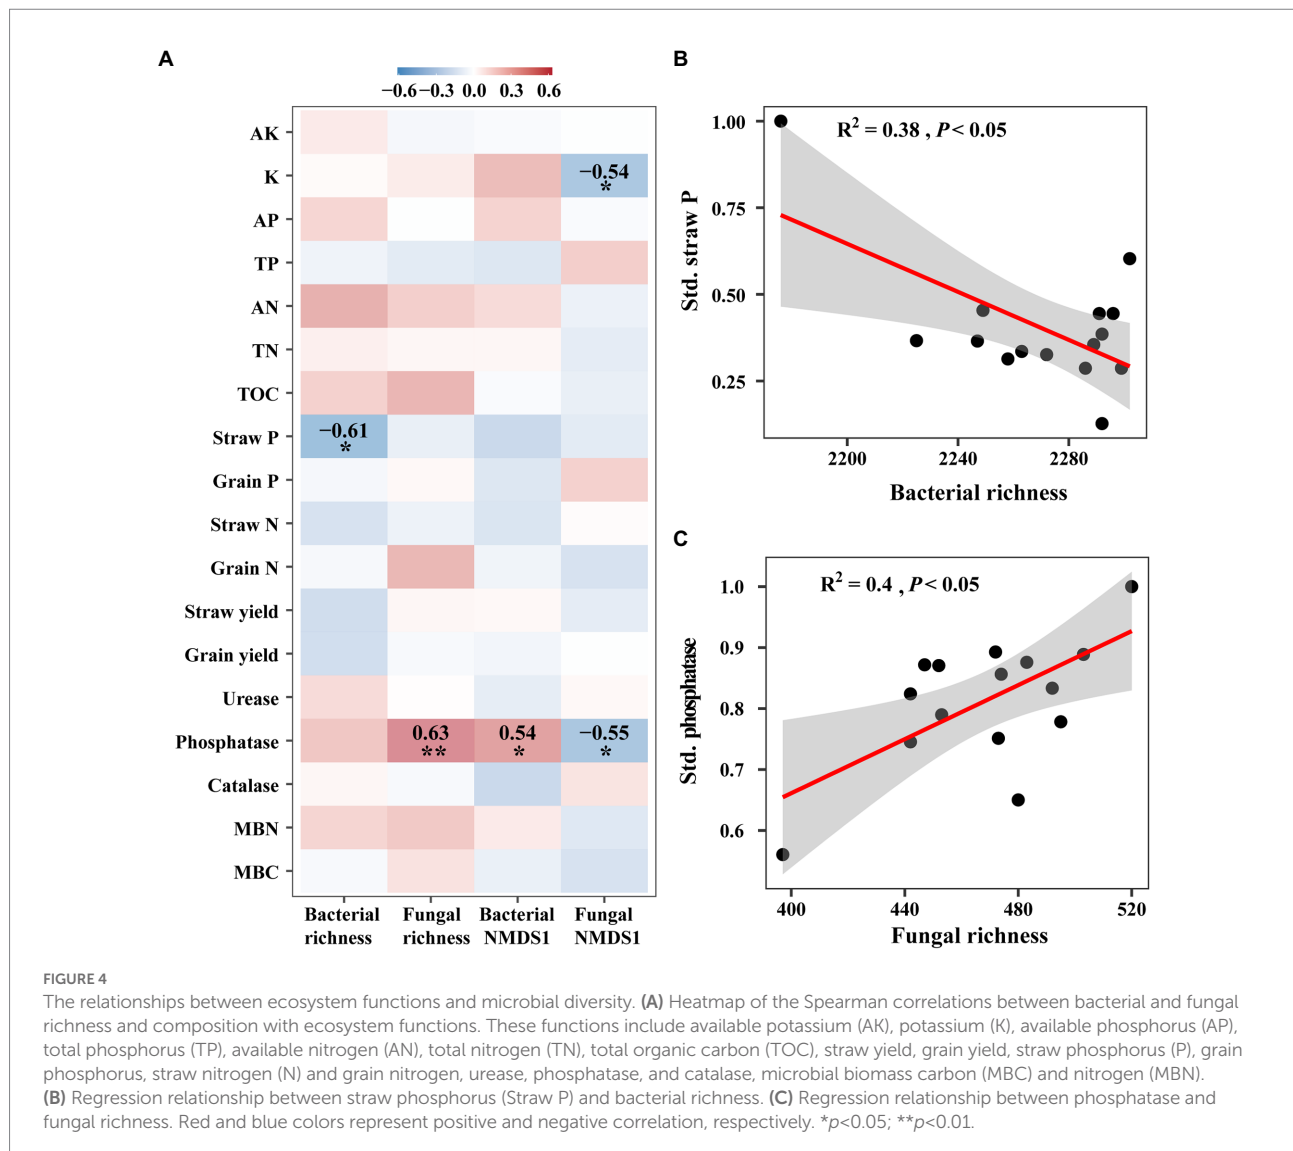 A
−0.6 −0.3 0.0 0.3 0.6
AK
K
AP
TP
AN
TN
TOC
Straw P
Grain P
Straw N
Grain N
Straw yield
Grain yield
Urease
Phosphatase
Catalase
MBN
MBC
−0.54
*
−0.61
*
0.63
**
0.54
*
−0.55
*
Bacterial
richness
Fungal
richness
Bacterial
NMDS1
Fungal
NMDS1
B
R² = 0.38 , P < 0.05
Std. straw P
1.00
0.75
0.50
0.25
2200 2240 2280
Bacterial richness
C
R² = 0.4 , P < 0.05
Std. phosphatase
1.0
0.9
0.8
0.7
0.6
400 440 480 520
Fungal richness
FIGURE 4
The relationships between ecosystem functions and microbial diversity. (A) Heatmap of the Spearman correlations between bacterial and fungal
richness and composition with ecosystem functions. These functions include available potassium (AK), potassium (K), available phosphorus (AP),
total phosphorus (TP), available nitrogen (AN), total nitrogen (TN), total organic carbon (TOC), straw yield, grain yield, straw phosphorus (P), grain
phosphorus, straw nitrogen (N) and grain nitrogen, urease, phosphatase, and catalase, microbial biomass carbon (MBC) and nitrogen (MBN).
(B) Regression relationship between straw phosphorus (Straw P) and bacterial richness. (C) Regression relationship between phosphatase and
fungal richness. Red and blue colors represent positive and negative correlation, respectively. *p<0.05; **p<0.01.